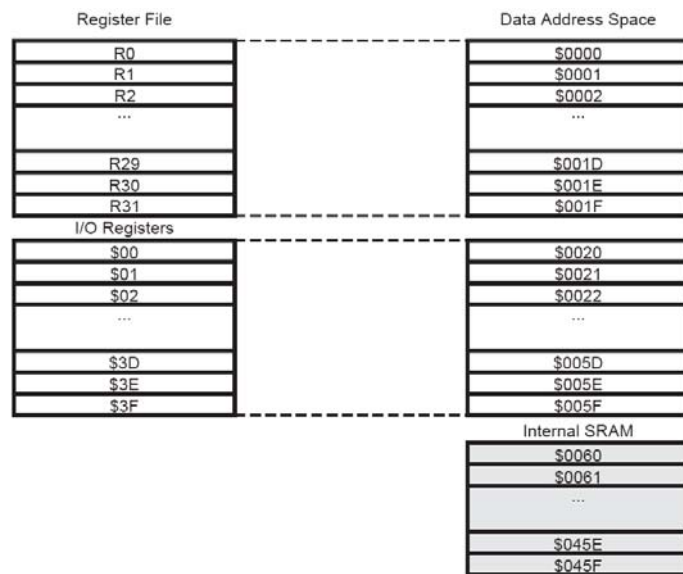 Register File Data Address Space
R0 $0000
R1 $0001
R2 $0002
... ...
R29 $001D
R30 $001E
R31 $001F
I/O Registers
$00 $0020
$01 $0021
$02 $0022
... ...
$3D $005D
$3E $005E
$3F $005F
Internal SRAM
$0060
$0061
...
$045E
$045F